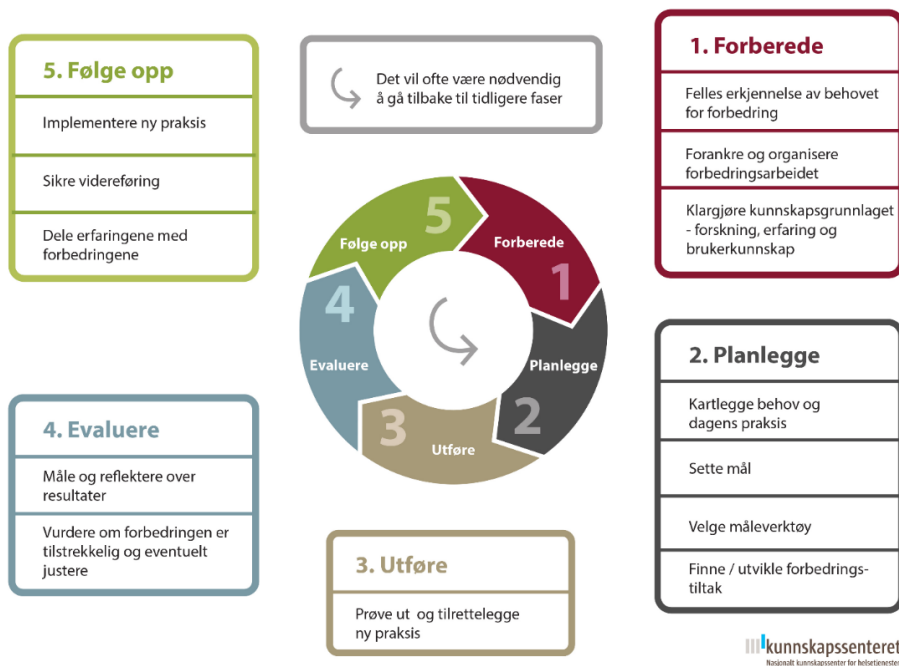 5. Følge opp
Implementere ny praksis
Sikre videreføring
Dele erfaringene med
forbedringene
Det vil ofte være nødvendig
å gå tilbake til tidligere faser
1. Forberede
Felles erkjennelse av behovet
for forbedring
Forankre og organisere
forbedringsarbeidet
Klargjøre kunnskapsgrunnlaget
- forskning, erfaring og
brukerkunnskap
5
Følge opp
Forberede
1
4
Evaluere
Planlegge
2
3
Utføre
2. Planlegge
Kartlegge behov og
dagens praksis
Sette mål
Velge måleverktøy
Finne / utvikle forbedrings-
tiltak
4. Evaluere
Måle og reflektere over
resultater
Vurdere om forbedringen er
tilstrekkelig og eventuelt
justere
3. Utføre
Prøve ut og tilrettelegge
ny praksis
kunnskapssenteret
Nasjonalt kunnskapssenter for helsetjenesten